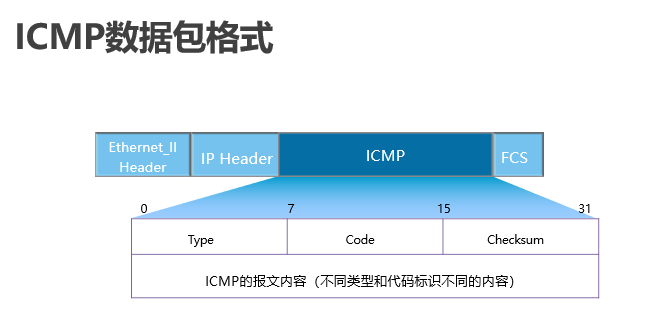 ICMP数据包格式
Ethernet_II
Header
IP Header
ICMP
FCS
0 7 15 31
Type Code Checksum
ICMP的报文内容（不同类型和代码标识不同的内容）